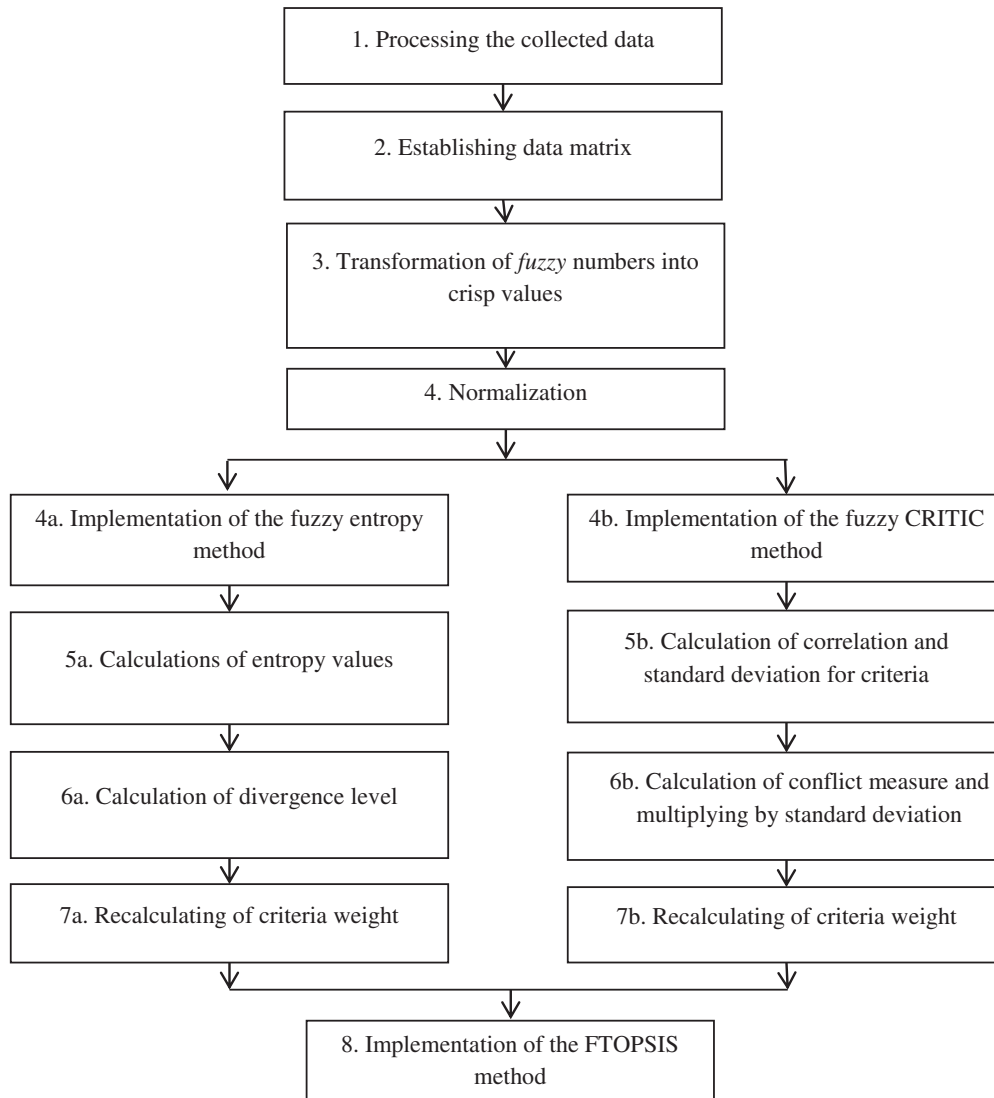 1. Processing the collected data
2. Establishing data matrix
3. Transformation of fuzzy numbers into
crisp values
4. Normalization
4a. Implementation of the fuzzy entropy
method
5a. Calculations of entropy values
6a. Calculation of divergence level
7a. Recalculating of criteria weight
4b. Implementation of the fuzzy CRITIC
method
5b. Calculation of correlation and
standard deviation for criteria
6b. Calculation of conflict measure and
multiplying by standard deviation
7b. Recalculating of criteria weight
8. Implementation of the FTOPSIS
method